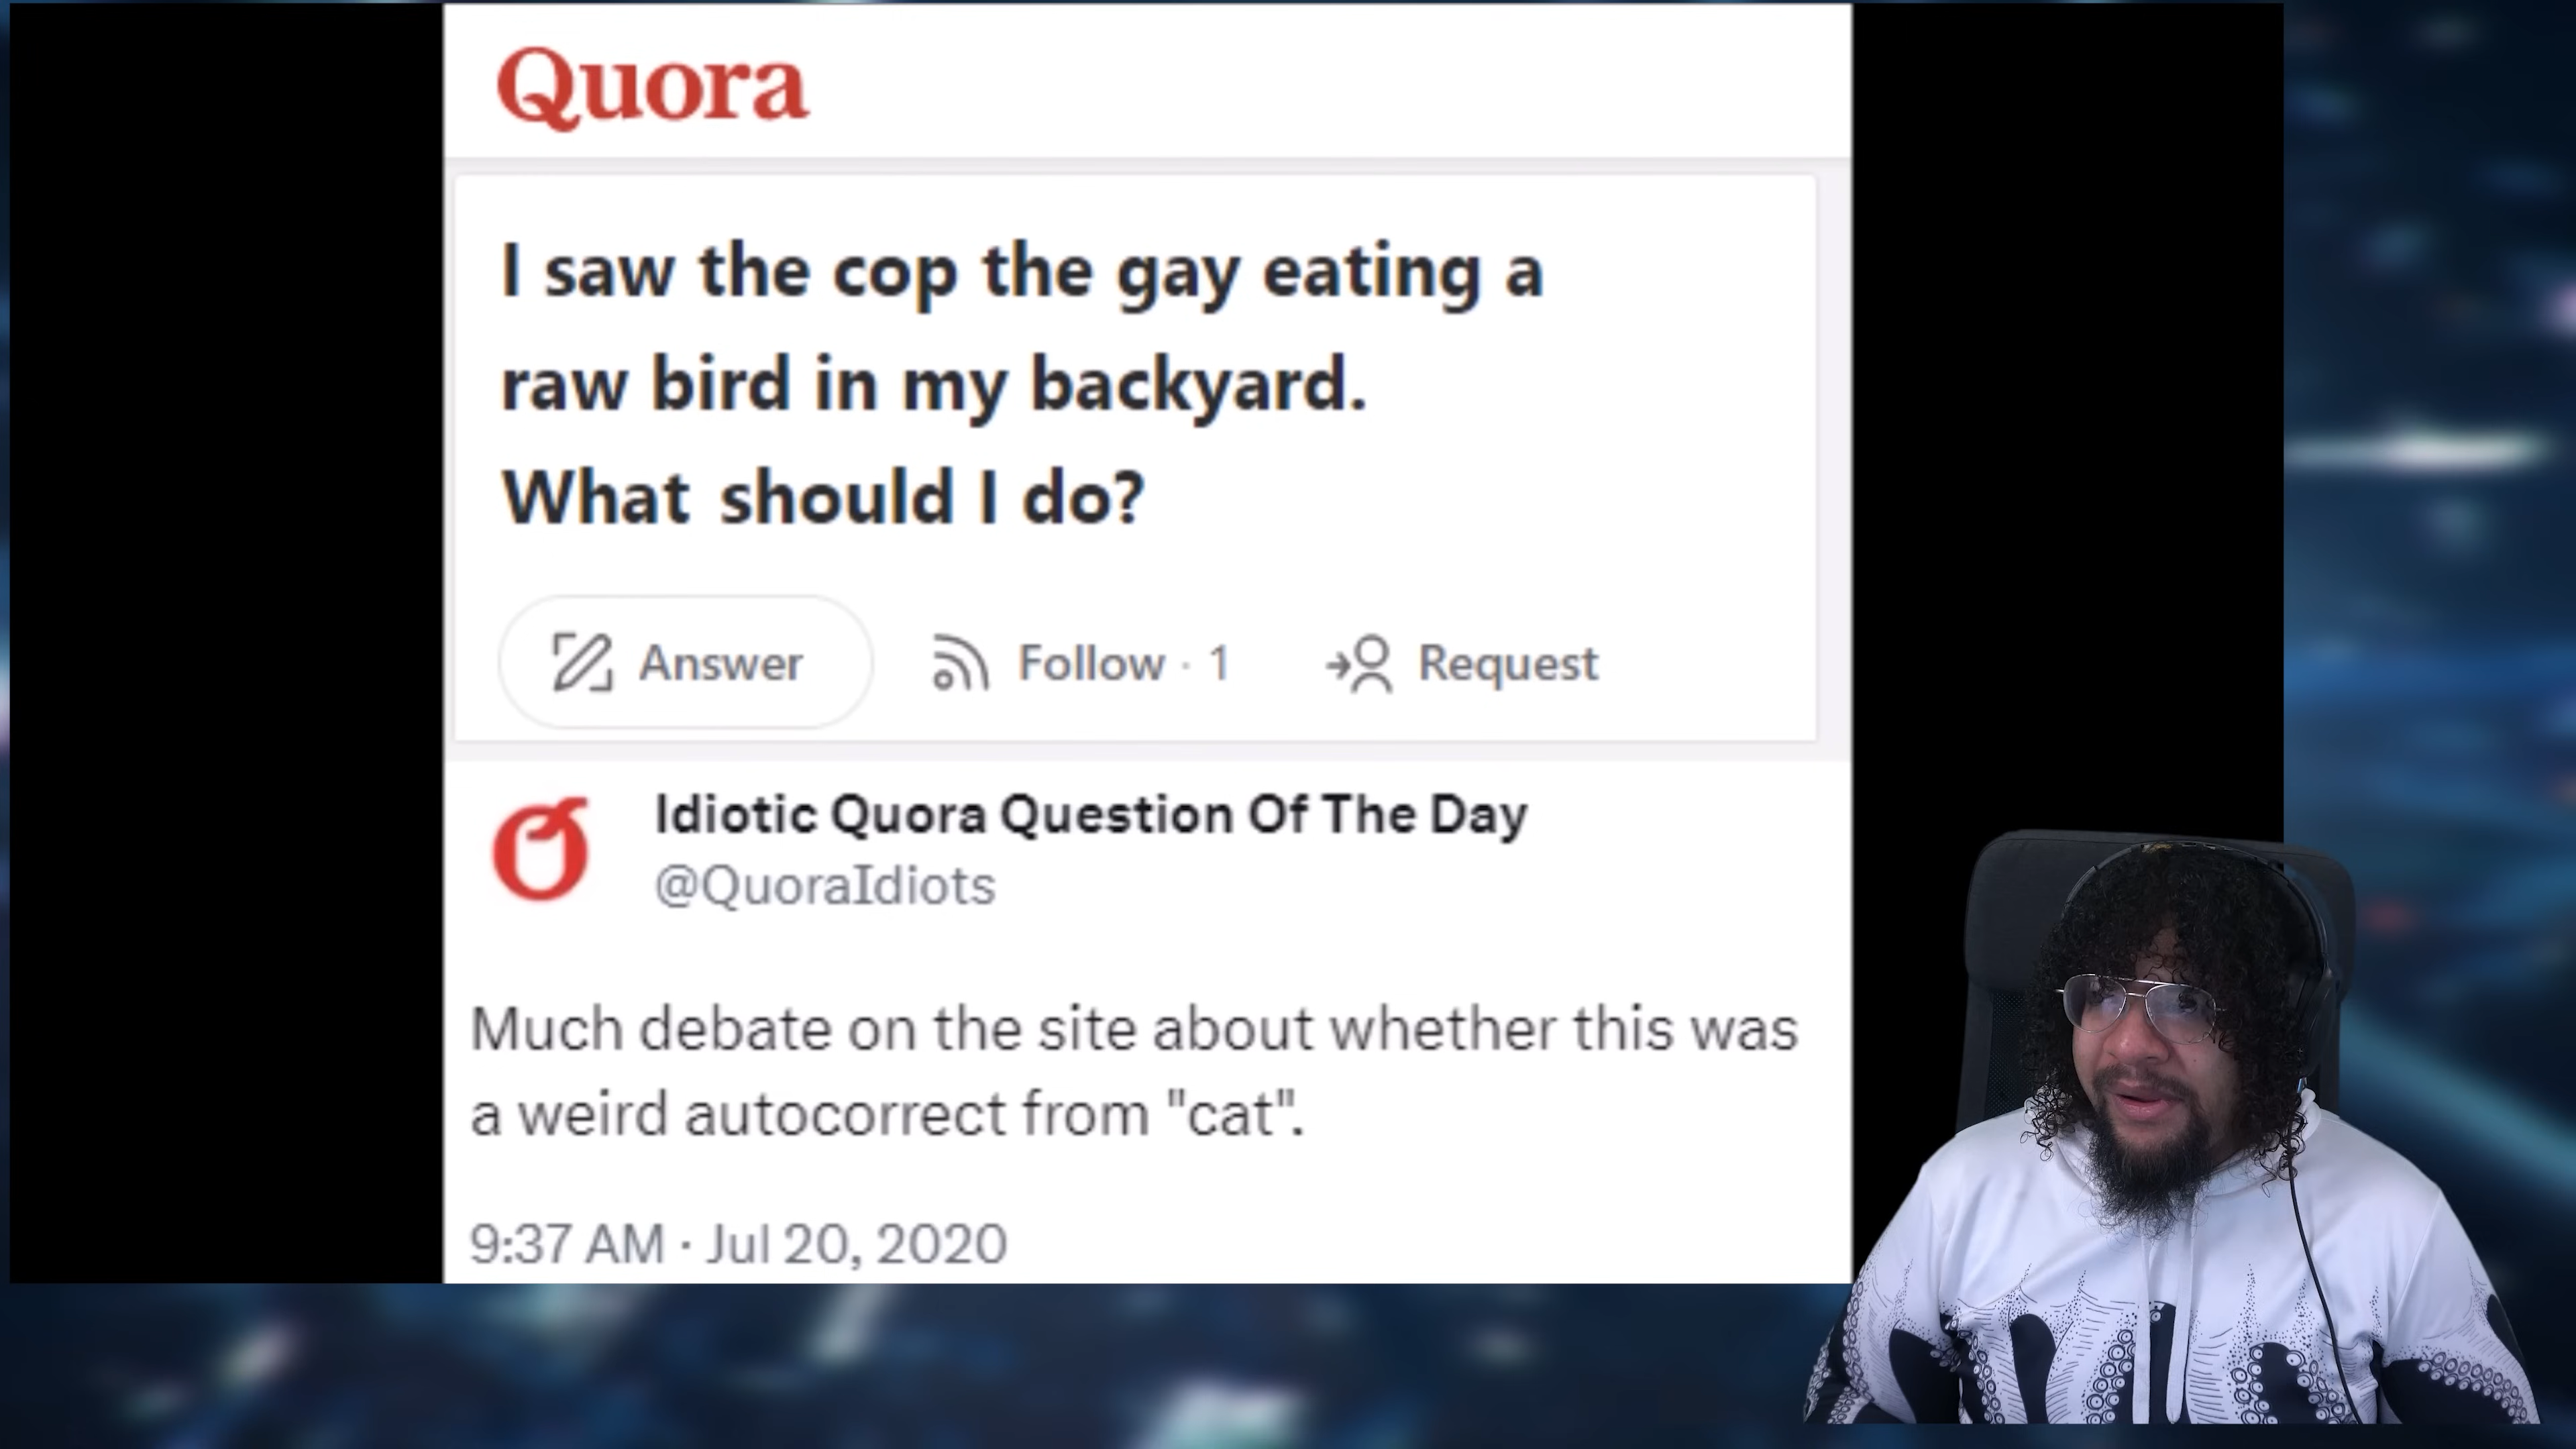 Quora
I saw the cop the gay eating a
raw bird in my backyard.
What should I do?
Answer
Follow · 1
Request
Idiotic Quora Question Of The Day
@QuoraIdiots
Much debate on the site about whether this was
a weird autocorrect from "cat".
9:37 AM · Jul 20, 2020